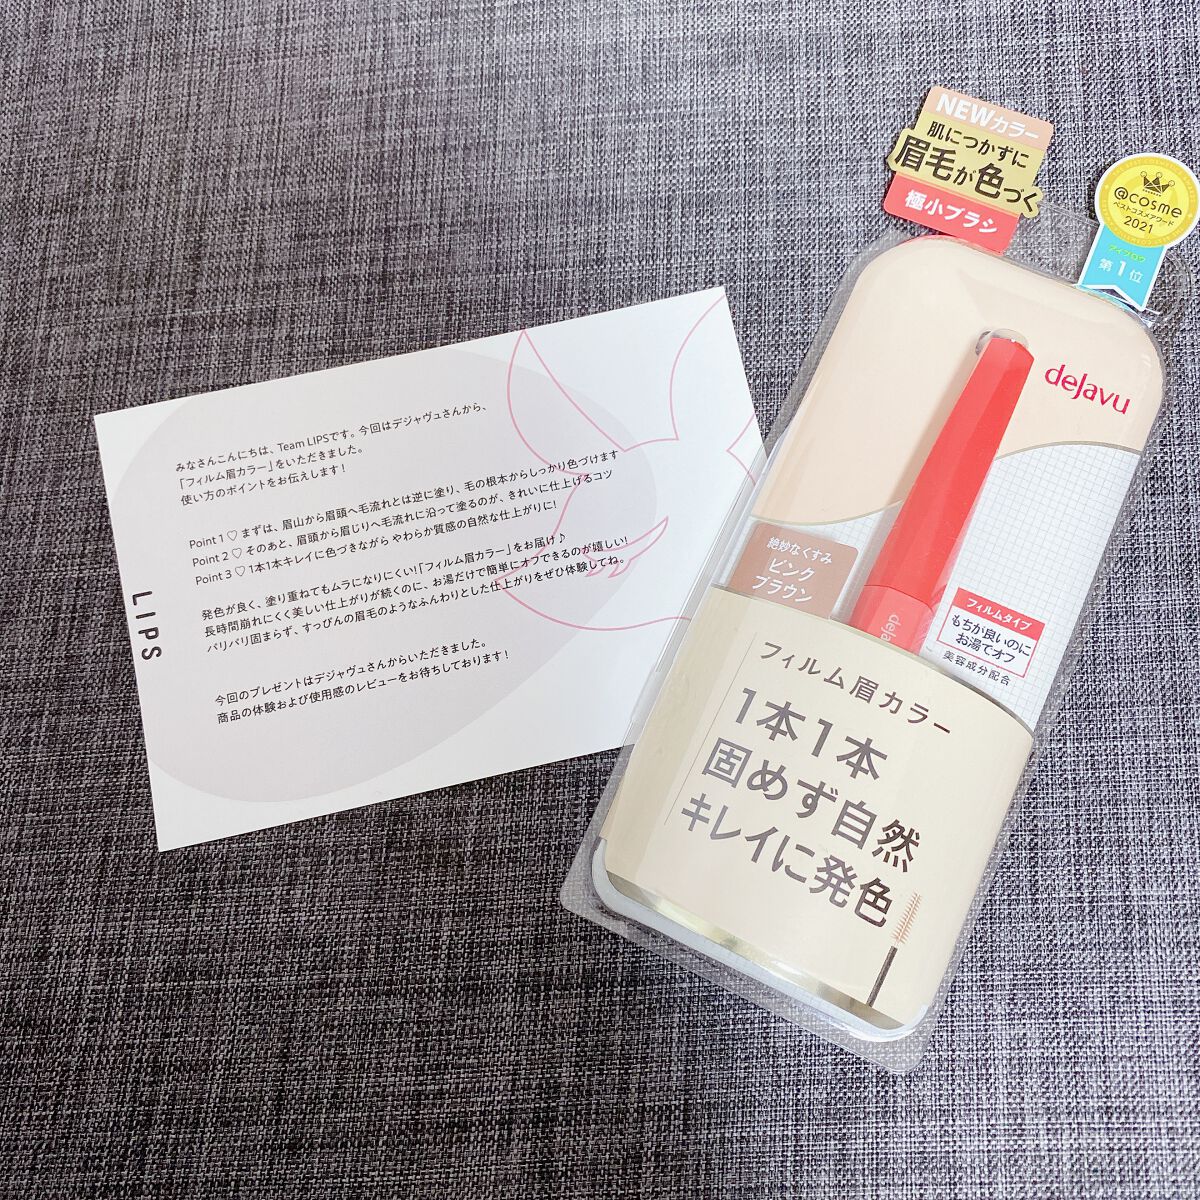 みなさんこんにちは、Team LIPSです。今回はデジャヴュさんから、
「フィルム眉カラー」をいただきました。
使い方のポイントをお伝えします!
Point 1 ♡ まずは、眉山から眉頭へ毛流れとは逆に塗り、毛の根本からしっかり色づけます
Point 2 ♡ そのあと、眉頭から眉じりへ毛流れに沿って塗るのが、きれいに仕上げるコツ
Point 3 ♡ 1本1本キレイに色づきながら やわらか質感の自然な仕上がりに!
発色が良く、塗り重ねてもムラになりにくい!「フィルム眉カラー」をお届け♪
長時間崩れにくく美しい仕上がりが続くのに、お湯だけで簡単にオフできるのが嬉しい!
パリパリ固まらず、すっぴんの眉毛のようなふんわりとした仕上がりをぜひ体験してね。
今回のプレゼントはデジャヴュさんからいただきました。
商品の体験および使用感のレビューをお待ちしております!
LIPS
NEWカラー
肌につかずに
眉毛が色づく
極小ブラシ
@cosme
ベストコスメアワード
2021
アイブロウ
第1位
dejavu
絶妙なくすみ
ピンク
ブラウン
dejavu
フィルムタイプ
もちが良いのに
お湯でオフ
美容成分配合
フィルム眉カラー
1本1本
固めず自然
キレイに発色